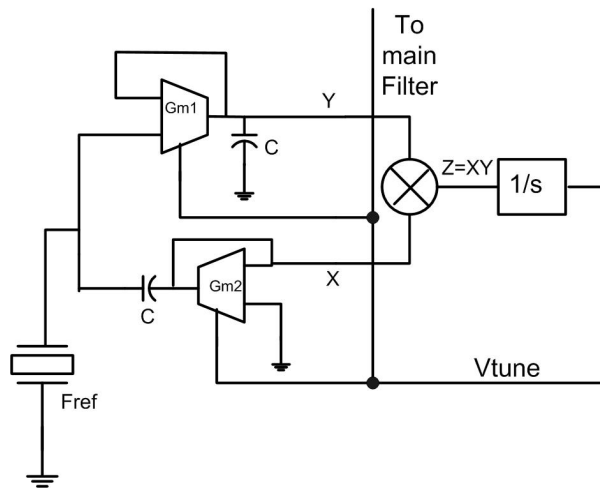 To
main
Filter
Gm1
Y
C
Z=XY
1/s
Gm2
X
C
Vtune
Fref